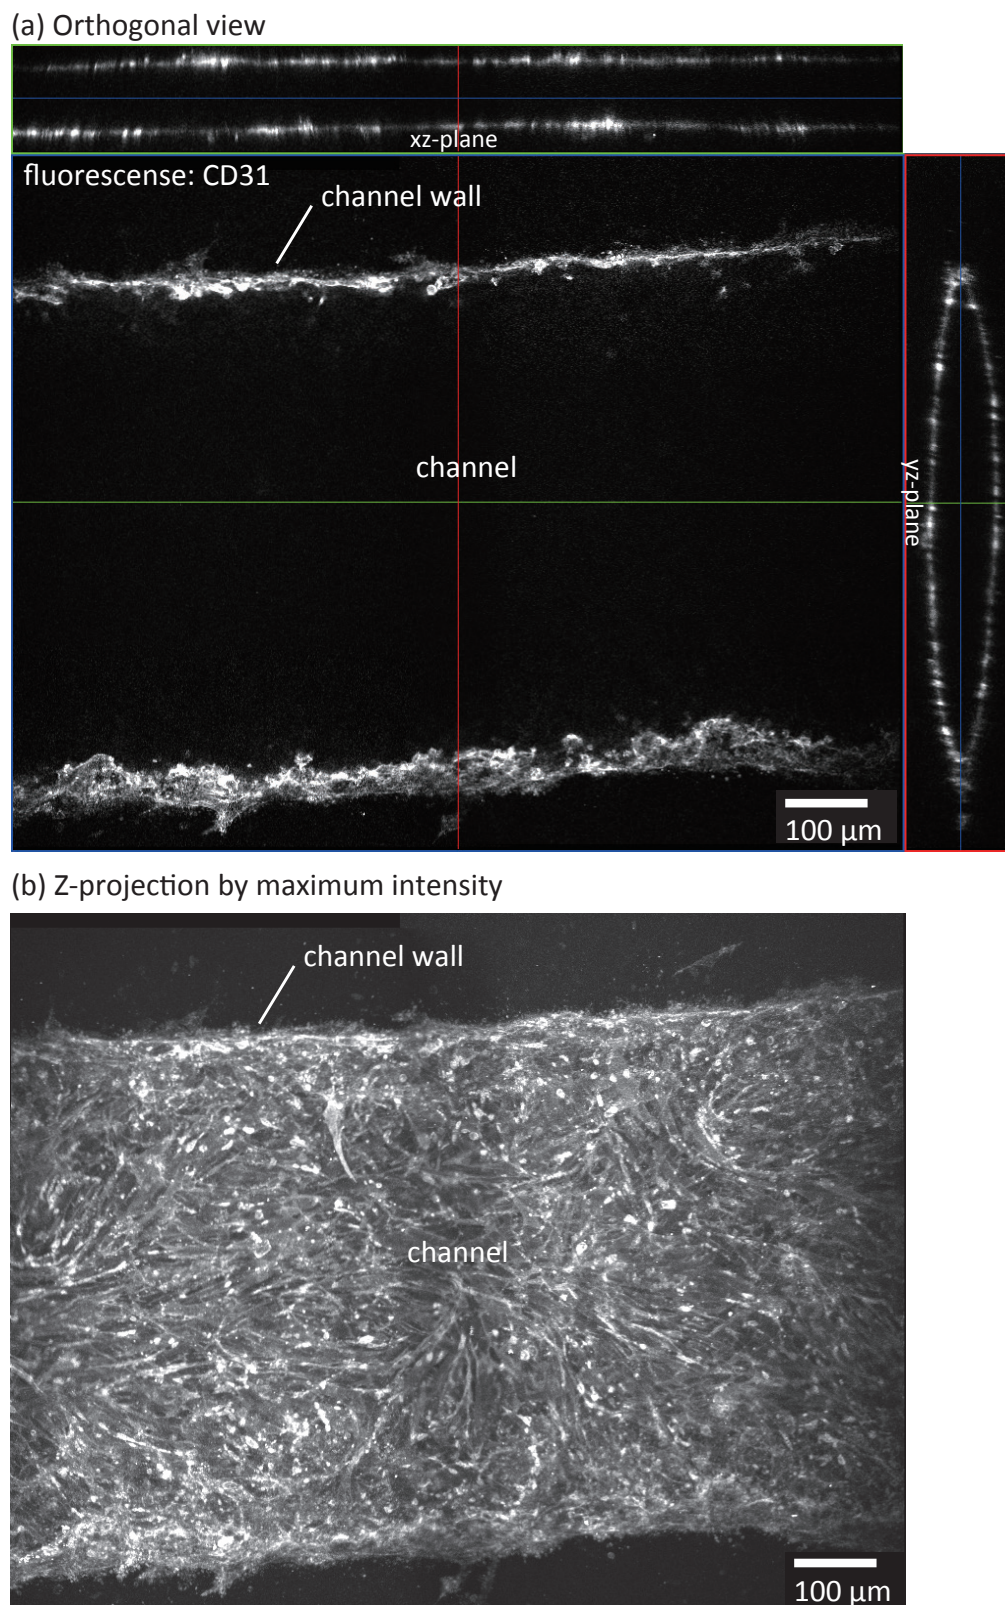 (a) Orthogonal view
xz-plane
fluorescense: CD31
channel wall
channel
yz-plane
100 µm
(b) Z-projection by maximum intensity
channel wall
channel
100 µm